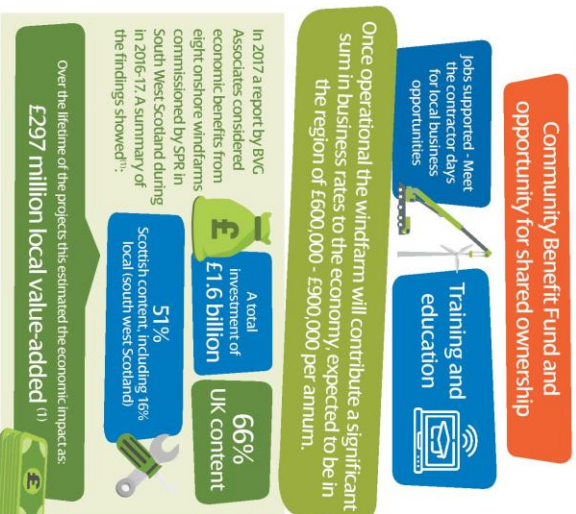 Community Benefit Fund and
opportunity for shared ownership
Jobs supported - Meet
the contractor days
for local business
opportunities
Training and
education
Once operational the windfarm will contribute a significant
sum in business rates to the economy, expected to be in
the region of £600,000 - £900,000 per annum.
In 2017 a report by BVG
Associates considered
economic benefits from
eight onshore windfarms
commissioned by SPR in
South West Scotland during
in 2016-17. A summary of
the findings showed⁽¹⁾:
£
A total
investment of
£1.6 billion
66%
UK content
51%
Scottish content, including 16%
local (south west Scotland)
Over the lifetime of the projects this estimated the economic impact as:
£297 million local value-added ⁽¹⁾
£